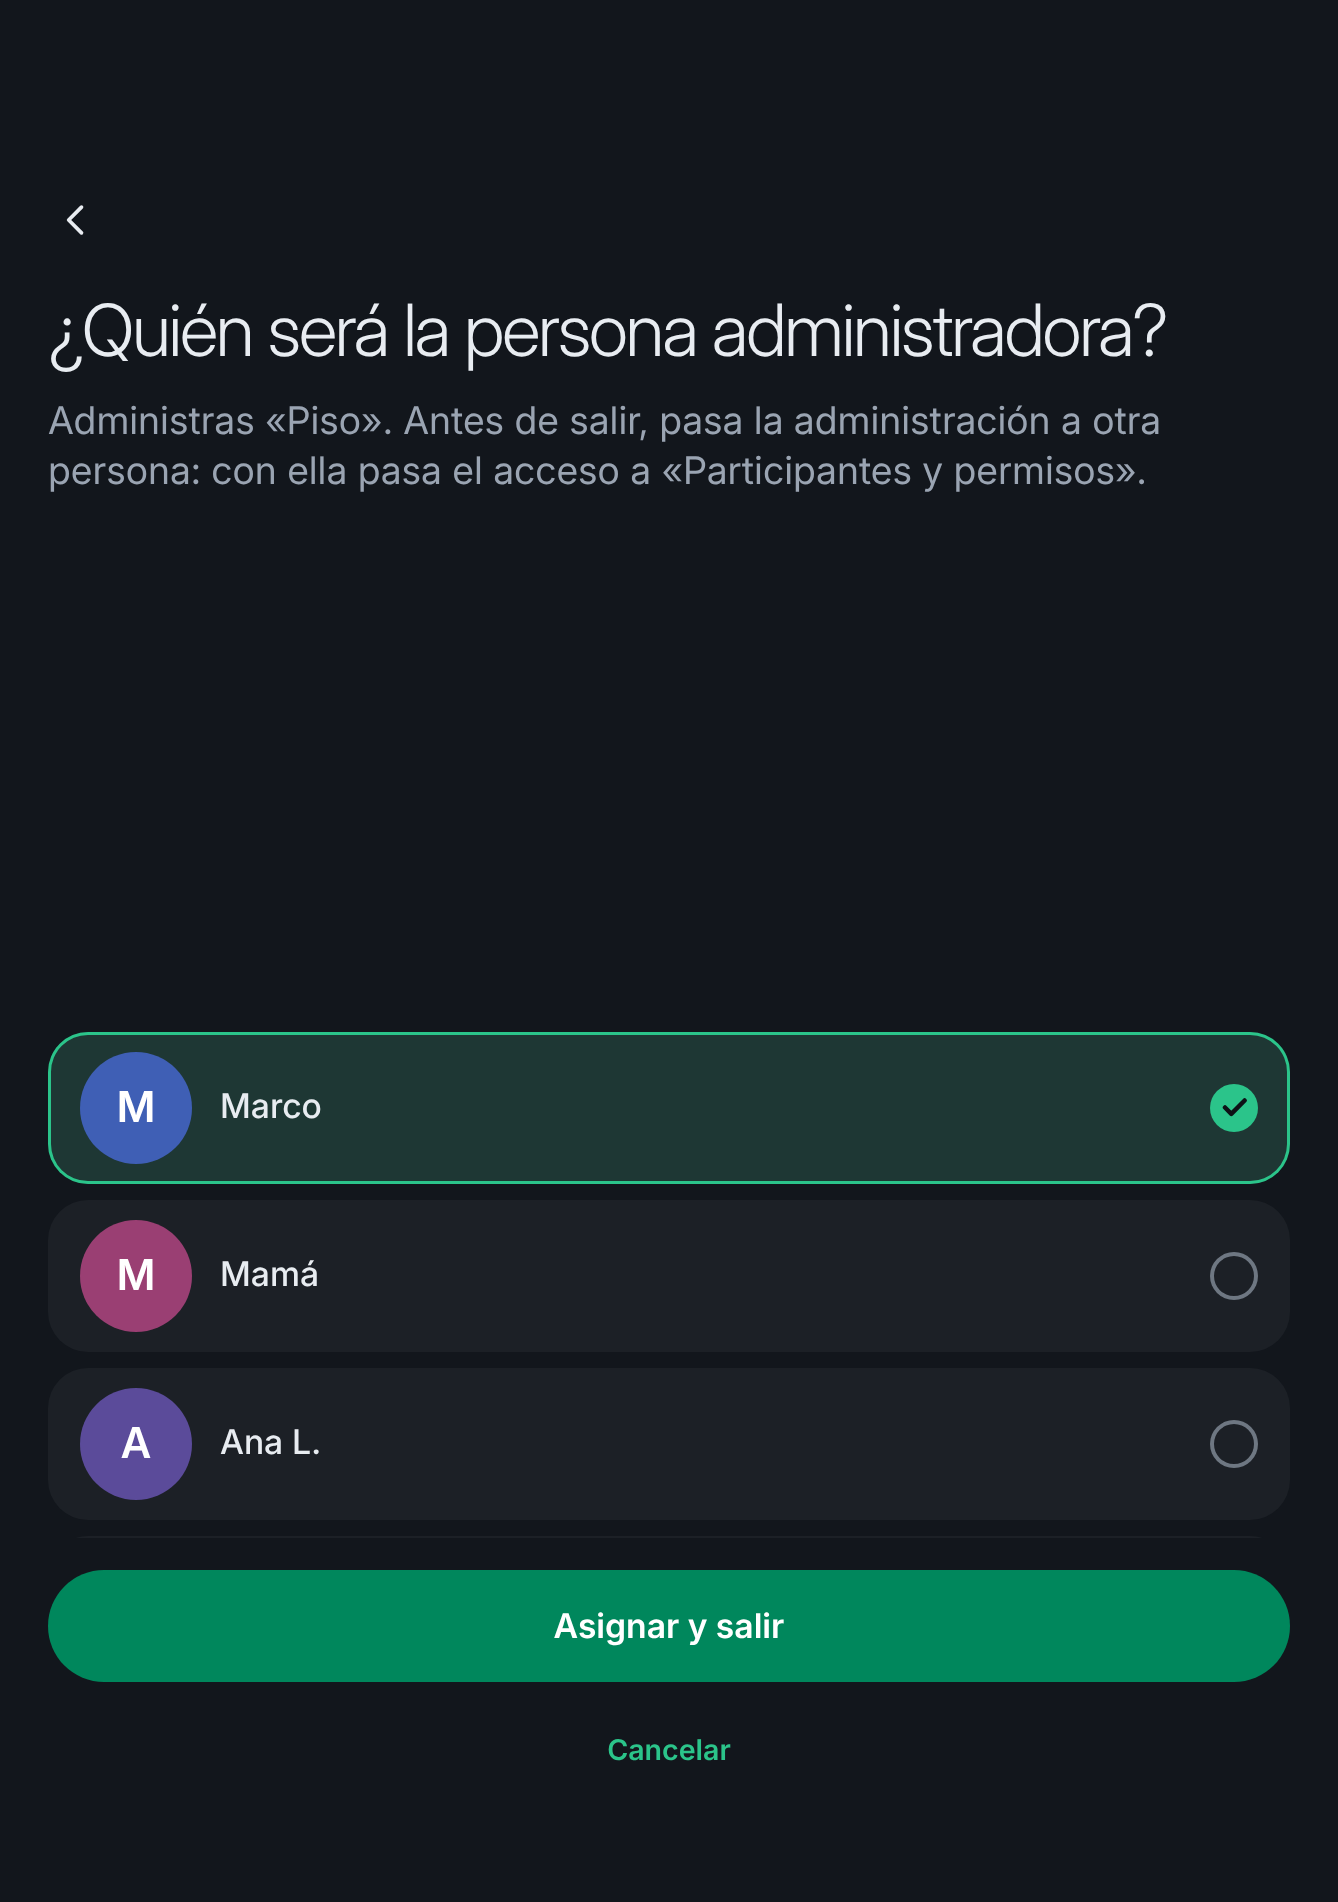 ¿Quién será la persona administradora?
Administras «Piso». Antes de salir, pasa la administración a otra
persona: con ella pasa el acceso a «Participantes y permisos».
M Marco
M Mamá
A Ana L.
Asignar y salir
Cancelar